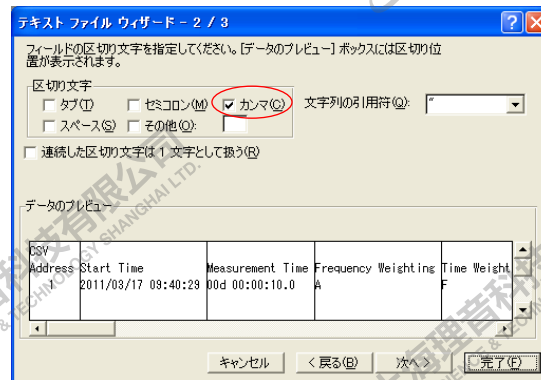 テキスト ファイル ウィザード - 2 / 3
フィールドの区切り文字を指定してください。[データのプレビュー] ボックスには区切り位
置が表示されます。
区切り文字
タブ(T) セミコロン(M) カンマ(C) 文字列の引用符(Q): "
スペース(S) その他(O):
連続した区切り文字は 1 文字として扱う(R)
データのプレビュー
CSV
Address Start Time Measurement Time Frequency Weighting Time Weight
1 2011/03/17 09:40:29 00d 00:00:10.0 A F
キャンセル < 戻る(B) 次へ > 完了(F)
SHANGHAI LTD.